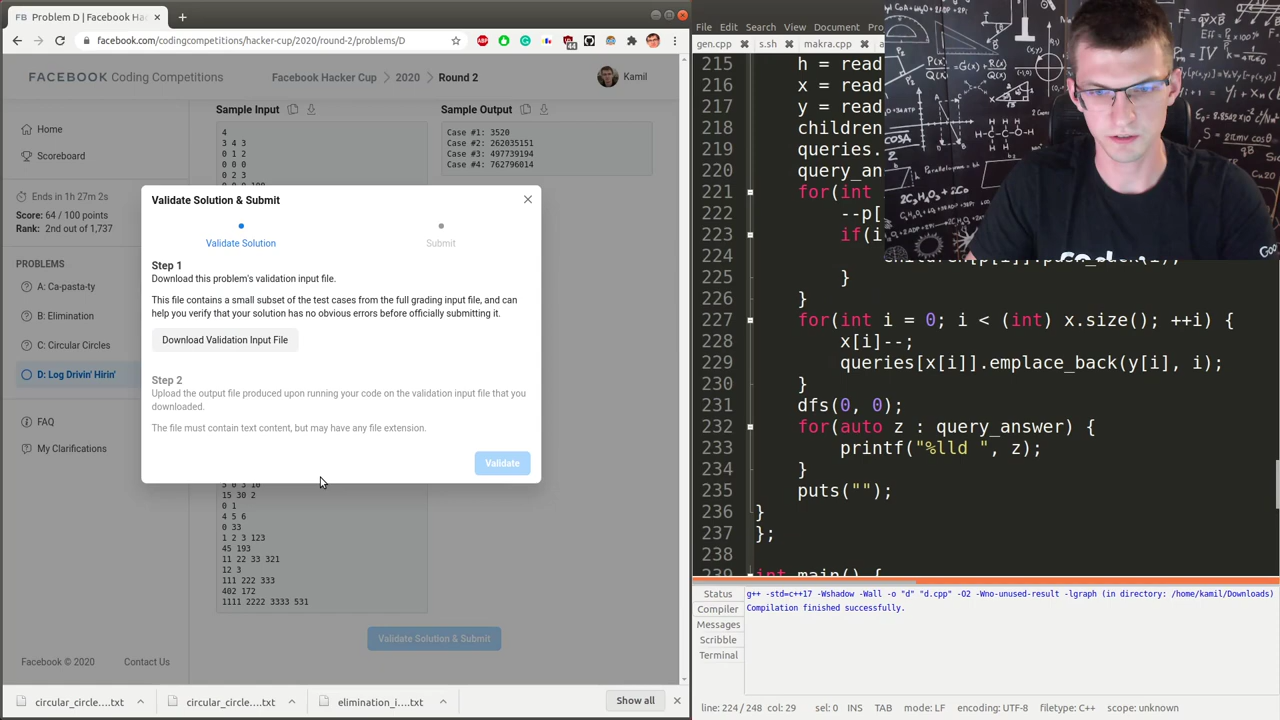 FB Problem D | Facebook Hac
facebook.com/codingcompetitions/hacker-cup/2020/round-2/problems/D
FACEBOOK Coding Competitions
Facebook Hacker Cup
2020
Round 2
Kamil
Home
Scoreboard
Ends in 1h 27m 2s
Score: 64 / 100 points
Rank: 2nd out of 1,737
PROBLEMS
A: Ca-pasta-ty
B: Elimination
C: Circular Circles
D: Log Drivin' Hirin'
FAQ
My Clarifications
Facebook © 2020
Contact Us
Sample Input
4
3 4 3
0 1 2
0 0 0
0 2 3
Sample Output
Case #1: 3520
Case #2: 262035151
Case #3: 497739194
Case #4: 762796014
Validate Solution & Submit
Validate Solution
Submit
Step 1
Download this problem's validation input file.
This file contains a small subset of the test cases from the full grading input file, and can
help you verify that your solution has no obvious errors before officially submitting it.
Download Validation Input File
Step 2
Upload the output file produced upon running your code on the validation input file that you
downloaded.
The file must contain text content, but may have any file extension.
Validate
15 30 2
0 1
4 5 6
0 33
1 2 3 123
45 193
11 22 33 321
12 3
111 222 333
402 172
1111 2222 3333 531
Validate Solution & Submit
circular_circle....txt
circular_circle....txt
elimination_i....txt
Show all
File Edit Search View Document
gen.cpp
s.sh
makra.cpp
215 h = read
216 x = read
217 y = read
218 children
219 queries.
220 query_an
221 for(int
222 --p[
223 if(i
224 children[p[i]].push_back(i);
225 }
226 }
227 for(int i = 0; i < (int) x.size(); ++i) {
228 x[i]--;
229 queries[x[i]].emplace_back(y[i], i);
230 }
231 dfs(0, 0);
232 for(auto z : query_answer) {
233 printf("%lld ", z);
234 }
235 puts("");
236 }
237 };
238
239 int main() {
Status
Compiler
Messages
Scribble
Terminal
g++ -std=c++17 -Wshadow -Wall -o "d" "d.cpp" -O2 -Wno-unused-result -lgraph (in directory: /home/kamil/Downloads)
Compilation finished successfully.
line: 224 / 248 col: 29 sel: 0 INS TAB mode: LF encoding: UTF-8 filetype: C++ scope: unknown